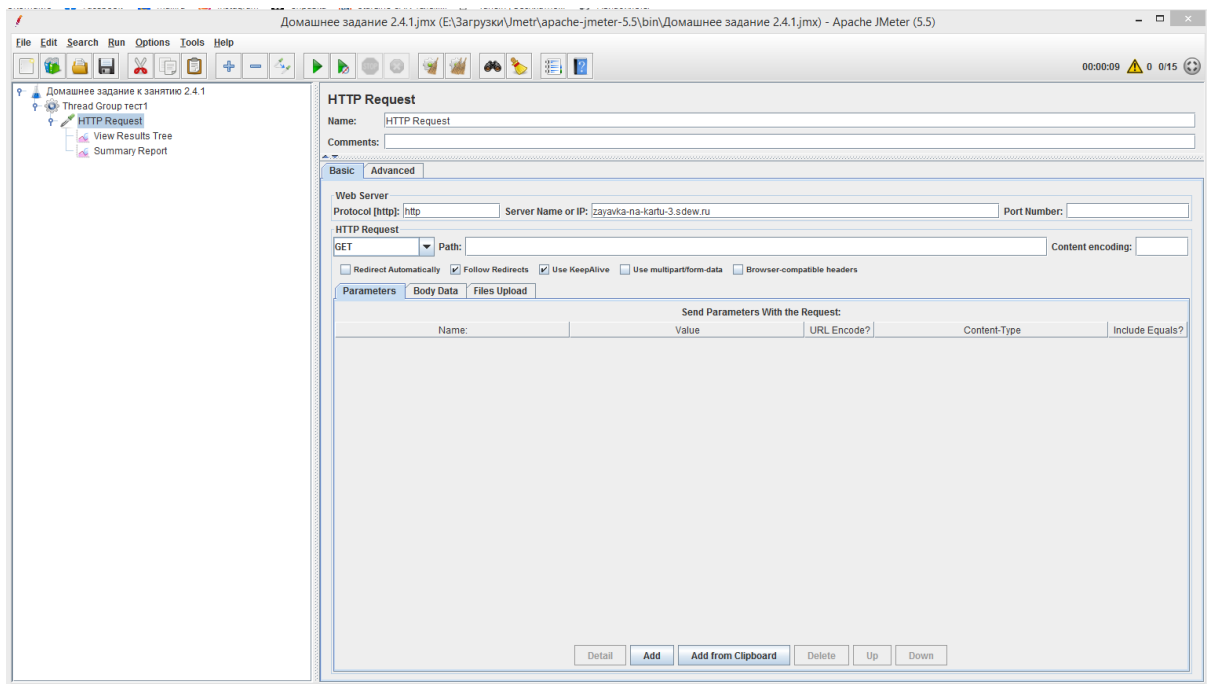 Домашнее задание 2.4.1.jmx (E:\Загрузки\Jmetr\apache-jmeter-5.5\bin\Домашнее задание 2.4.1.jmx) - Apache JMeter (5.5)
File Edit Search Run Options Tools Help
00:00:09 0 0/15
Домашнее задание к занятию 2.4.1
Thread Group тест1
HTTP Request
View Results Tree
Summary Report
HTTP Request
Name: HTTP Request
Comments:
Basic Advanced
Web Server
Protocol [http]: http Server Name or IP: zayavka-na-kartu-3.sdew.ru Port Number:
HTTP Request
GET Path: Content encoding:
Redirect Automatically Follow Redirects Use KeepAlive Use multipart/form-data Browser-compatible headers
Parameters Body Data Files Upload
Send Parameters With the Request:
Name: Value URL Encode? Content-Type Include Equals?
Detail Add Add from Clipboard Delete Up Down